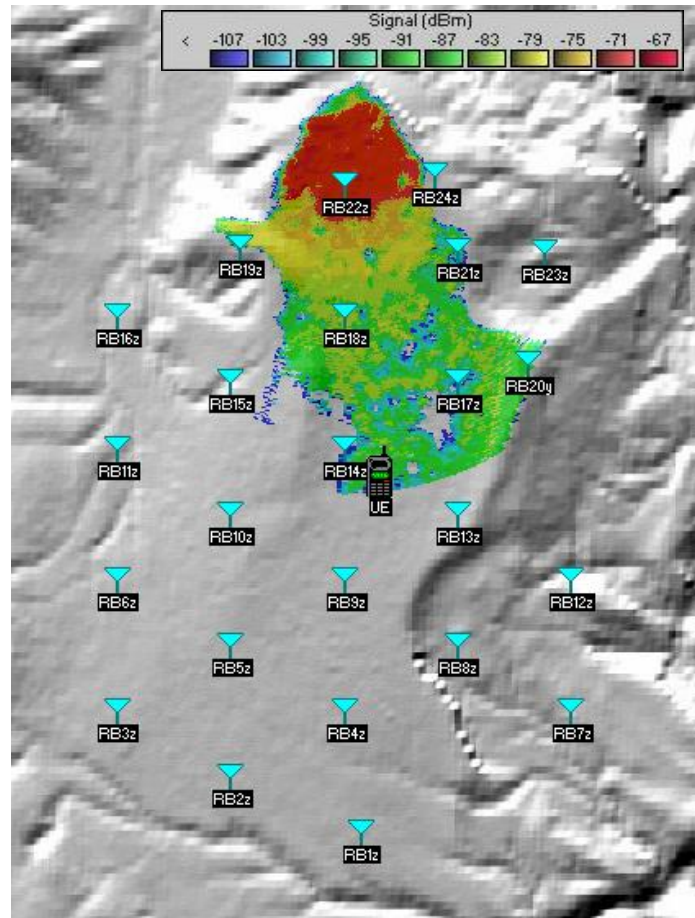 Signal (dBm)
< -107 -103 -99 -95 -91 -87 -83 -79 -75 -71 -67
RB22z
RB24z
RB19z
RB21z
RB23z
RB16z
RB18z
RB15z
RB17z
RB20y
RB11z
RB14z
UE
RB10z
RB13z
RB6z
RB9z
RB12z
RB5z
RB8z
RB3z
RB4z
RB7z
RB2z
RB1z